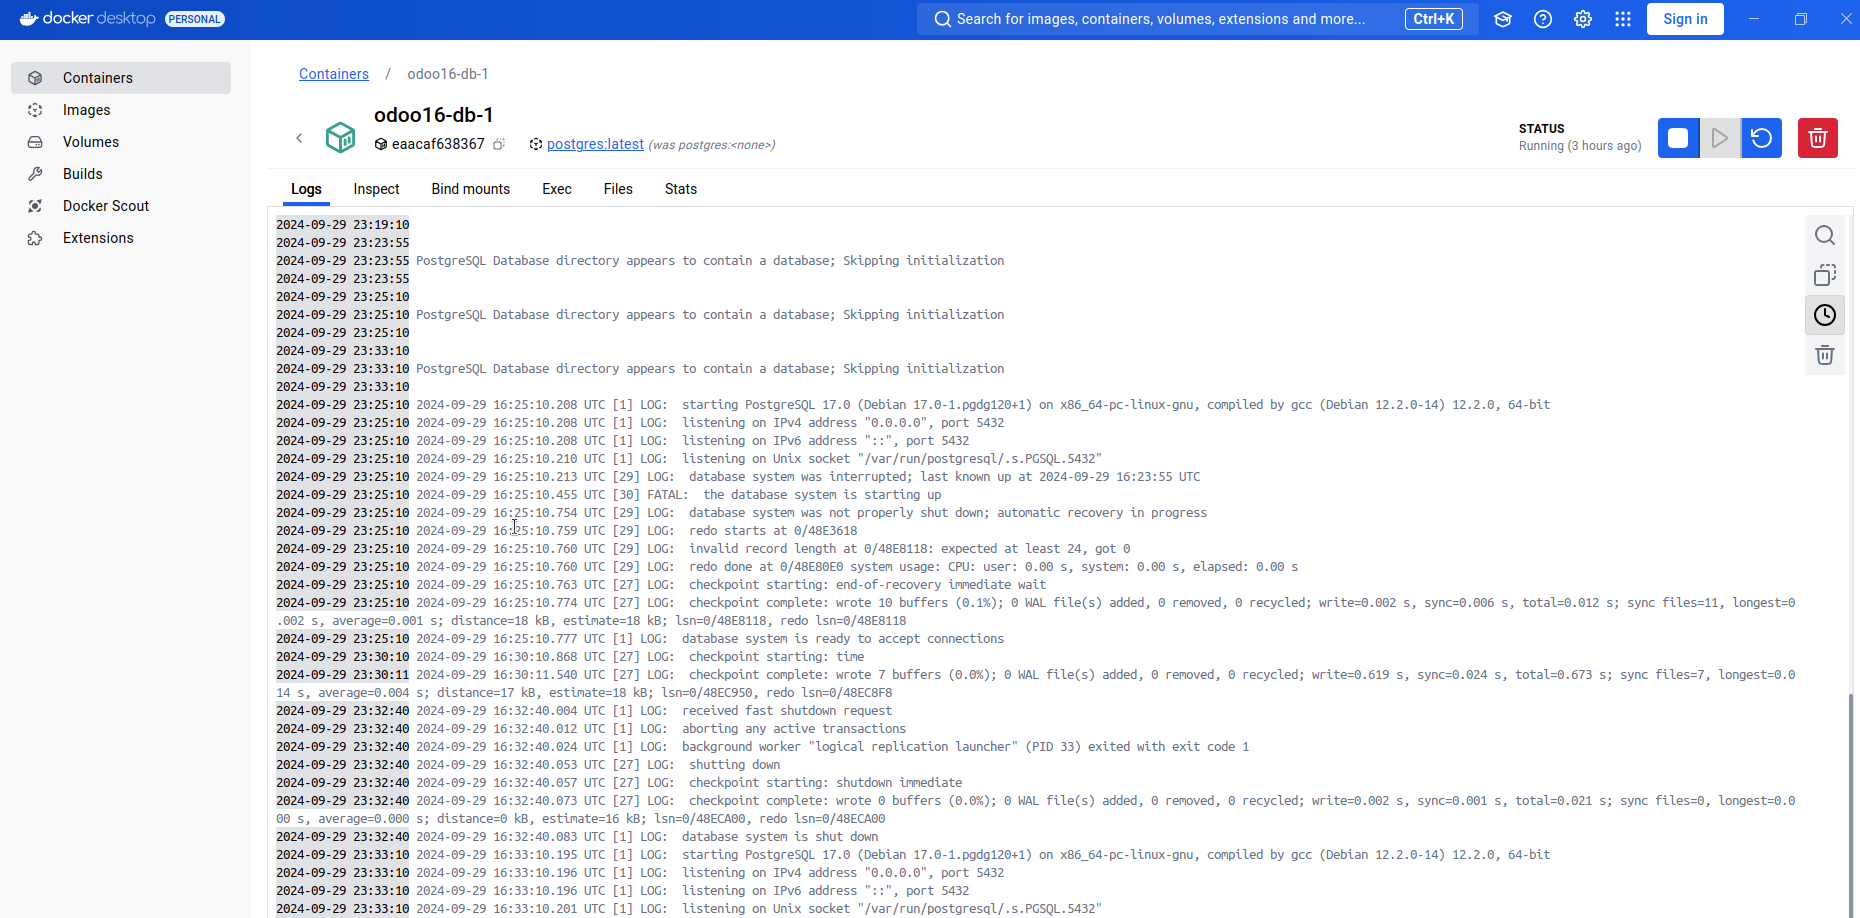 docker desktop PERSONAL
Search for images, containers, volumes, extensions and more... Ctrl+K
Sign in
Containers
Images
Volumes
Builds
Docker Scout
Extensions
Containers / odoo16-db-1
odoo16-db-1
eaacaf638367 postgres:latest (was postgres:<none>)
STATUS
Running (3 hours ago)
Logs Inspect Bind mounts Exec Files Stats
2024-09-29 23:19:10
2024-09-29 23:23:55
2024-09-29 23:23:55 PostgreSQL Database directory appears to contain a database; Skipping initialization
2024-09-29 23:23:55
2024-09-29 23:25:10
2024-09-29 23:25:10 PostgreSQL Database directory appears to contain a database; Skipping initialization
2024-09-29 23:25:10
2024-09-29 23:33:10
2024-09-29 23:33:10 PostgreSQL Database directory appears to contain a database; Skipping initialization
2024-09-29 23:33:10
2024-09-29 23:25:10 2024-09-29 16:25:10.208 UTC [1] LOG:  starting PostgreSQL 17.0 (Debian 17.0-1.pgdg120+1) on x86_64-pc-linux-gnu, compiled by gcc (Debian 12.2.0-14) 12.2.0, 64-bit
2024-09-29 23:25:10 2024-09-29 16:25:10.208 UTC [1] LOG:  listening on IPv4 address "0.0.0.0", port 5432
2024-09-29 23:25:10 2024-09-29 16:25:10.208 UTC [1] LOG:  listening on IPv6 address "::", port 5432
2024-09-29 23:25:10 2024-09-29 16:25:10.210 UTC [1] LOG:  listening on Unix socket "/var/run/postgresql/.s.PGSQL.5432"
2024-09-29 23:25:10 2024-09-29 16:25:10.213 UTC [29] LOG:  database system was interrupted; last known up at 2024-09-29 16:23:55 UTC
2024-09-29 23:25:10 2024-09-29 16:25:10.455 UTC [30] FATAL:  the database system is starting up
2024-09-29 23:25:10 2024-09-29 16:25:10.754 UTC [29] LOG:  database system was not properly shut down; automatic recovery in progress
2024-09-29 23:25:10 2024-09-29 16:25:10.759 UTC [29] LOG:  redo starts at 0/48E3618
2024-09-29 23:25:10 2024-09-29 16:25:10.760 UTC [29] LOG:  invalid record length at 0/48E8118: expected at least 24, got 0
2024-09-29 23:25:10 2024-09-29 16:25:10.760 UTC [29] LOG:  redo done at 0/48E80E0 system usage: CPU: user: 0.00 s, system: 0.00 s, elapsed: 0.00 s
2024-09-29 23:25:10 2024-09-29 16:25:10.763 UTC [27] LOG:  checkpoint starting: end-of-recovery immediate wait
2024-09-29 23:25:10 2024-09-29 16:25:10.774 UTC [27] LOG:  checkpoint complete: wrote 10 buffers (0.1%); 0 WAL file(s) added, 0 removed, 0 recycled; write=0.002 s, sync=0.006 s, total=0.012 s; sync files=11, longest=0
.002 s, average=0.001 s; distance=18 kB, estimate=18 kB; lsn=0/48E8118, redo lsn=0/48E8118
2024-09-29 23:25:10 2024-09-29 16:25:10.777 UTC [1] LOG:  database system is ready to accept connections
2024-09-29 23:30:10 2024-09-29 16:30:10.868 UTC [27] LOG:  checkpoint starting: time
2024-09-29 23:30:11 2024-09-29 16:30:11.540 UTC [27] LOG:  checkpoint complete: wrote 7 buffers (0.0%); 0 WAL file(s) added, 0 removed, 0 recycled; write=0.619 s, sync=0.024 s, total=0.673 s; sync files=7, longest=0.0
14 s, average=0.004 s; distance=17 kB, estimate=18 kB; lsn=0/48EC950, redo lsn=0/48EC8F8
2024-09-29 23:32:40 2024-09-29 16:32:40.004 UTC [1] LOG:  received fast shutdown request
2024-09-29 23:32:40 2024-09-29 16:32:40.012 UTC [1] LOG:  aborting any active transactions
2024-09-29 23:32:40 2024-09-29 16:32:40.024 UTC [1] LOG:  background worker "logical replication launcher" (PID 33) exited with exit code 1
2024-09-29 23:32:40 2024-09-29 16:32:40.053 UTC [27] LOG:  shutting down
2024-09-29 23:32:40 2024-09-29 16:32:40.057 UTC [27] LOG:  checkpoint starting: shutdown immediate
2024-09-29 23:32:40 2024-09-29 16:32:40.073 UTC [27] LOG:  checkpoint complete: wrote 0 buffers (0.0%); 0 WAL file(s) added, 0 removed, 0 recycled; write=0.002 s, sync=0.001 s, total=0.021 s; sync files=0, longest=0.0
00 s, average=0.000 s; distance=0 kB, estimate=16 kB; lsn=0/48ECA00, redo lsn=0/48ECA00
2024-09-29 23:32:40 2024-09-29 16:32:40.083 UTC [1] LOG:  database system is shut down
2024-09-29 23:33:10 2024-09-29 16:33:10.195 UTC [1] LOG:  starting PostgreSQL 17.0 (Debian 17.0-1.pgdg120+1) on x86_64-pc-linux-gnu, compiled by gcc (Debian 12.2.0-14) 12.2.0, 64-bit
2024-09-29 23:33:10 2024-09-29 16:33:10.196 UTC [1] LOG:  listening on IPv4 address "0.0.0.0", port 5432
2024-09-29 23:33:10 2024-09-29 16:33:10.196 UTC [1] LOG:  listening on IPv6 address "::", port 5432
2024-09-29 23:33:10 2024-09-29 16:33:10.201 UTC [1] LOG:  listening on Unix socket "/var/run/postgresql/.s.PGSQL.5432"